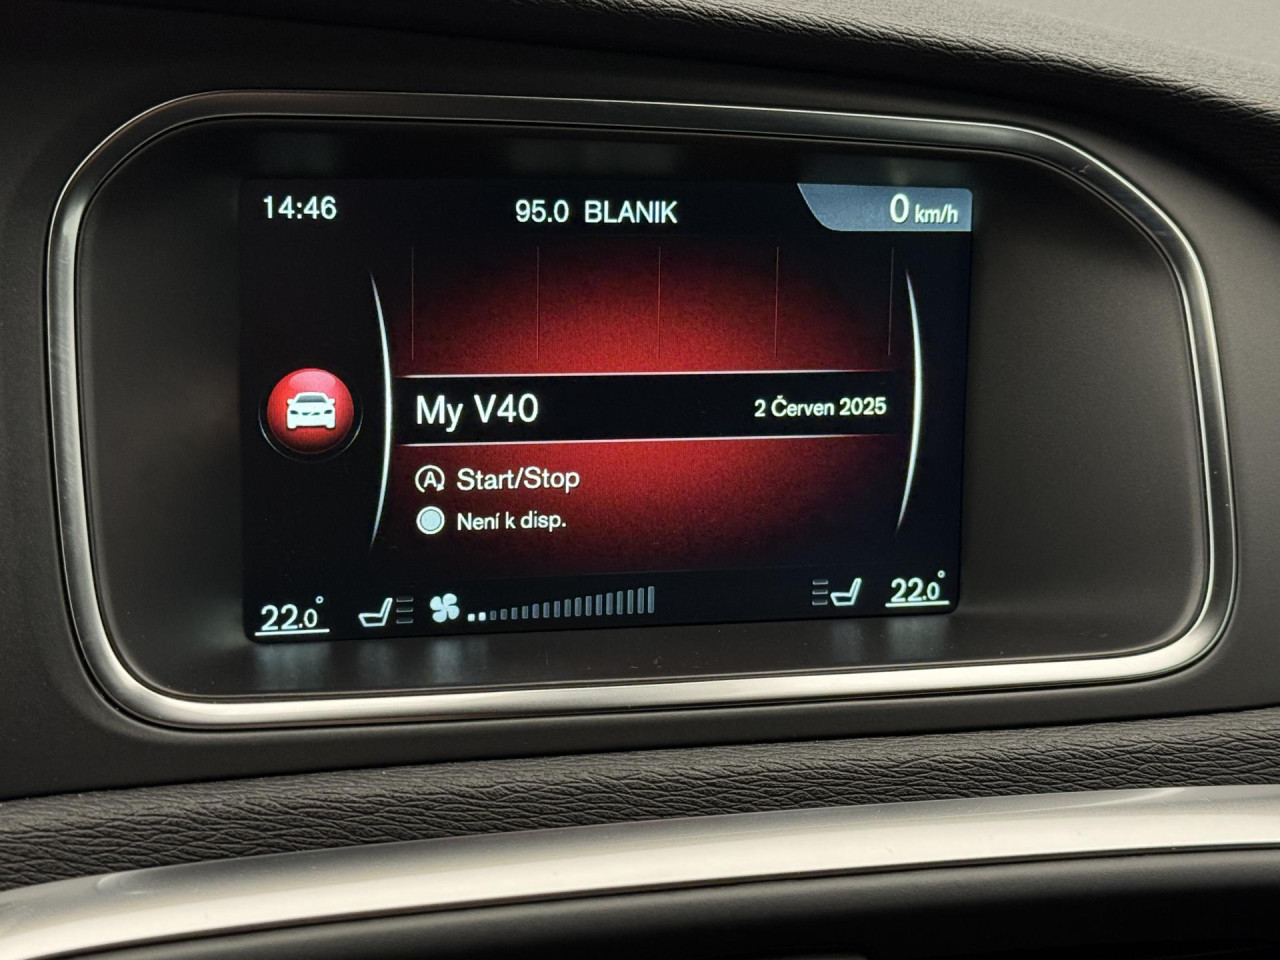 14:46
95.0 BLANIK
0 km/h
My V40
2 Červen 2025
A Start/Stop
Není k disp.
22.0°
22.0°